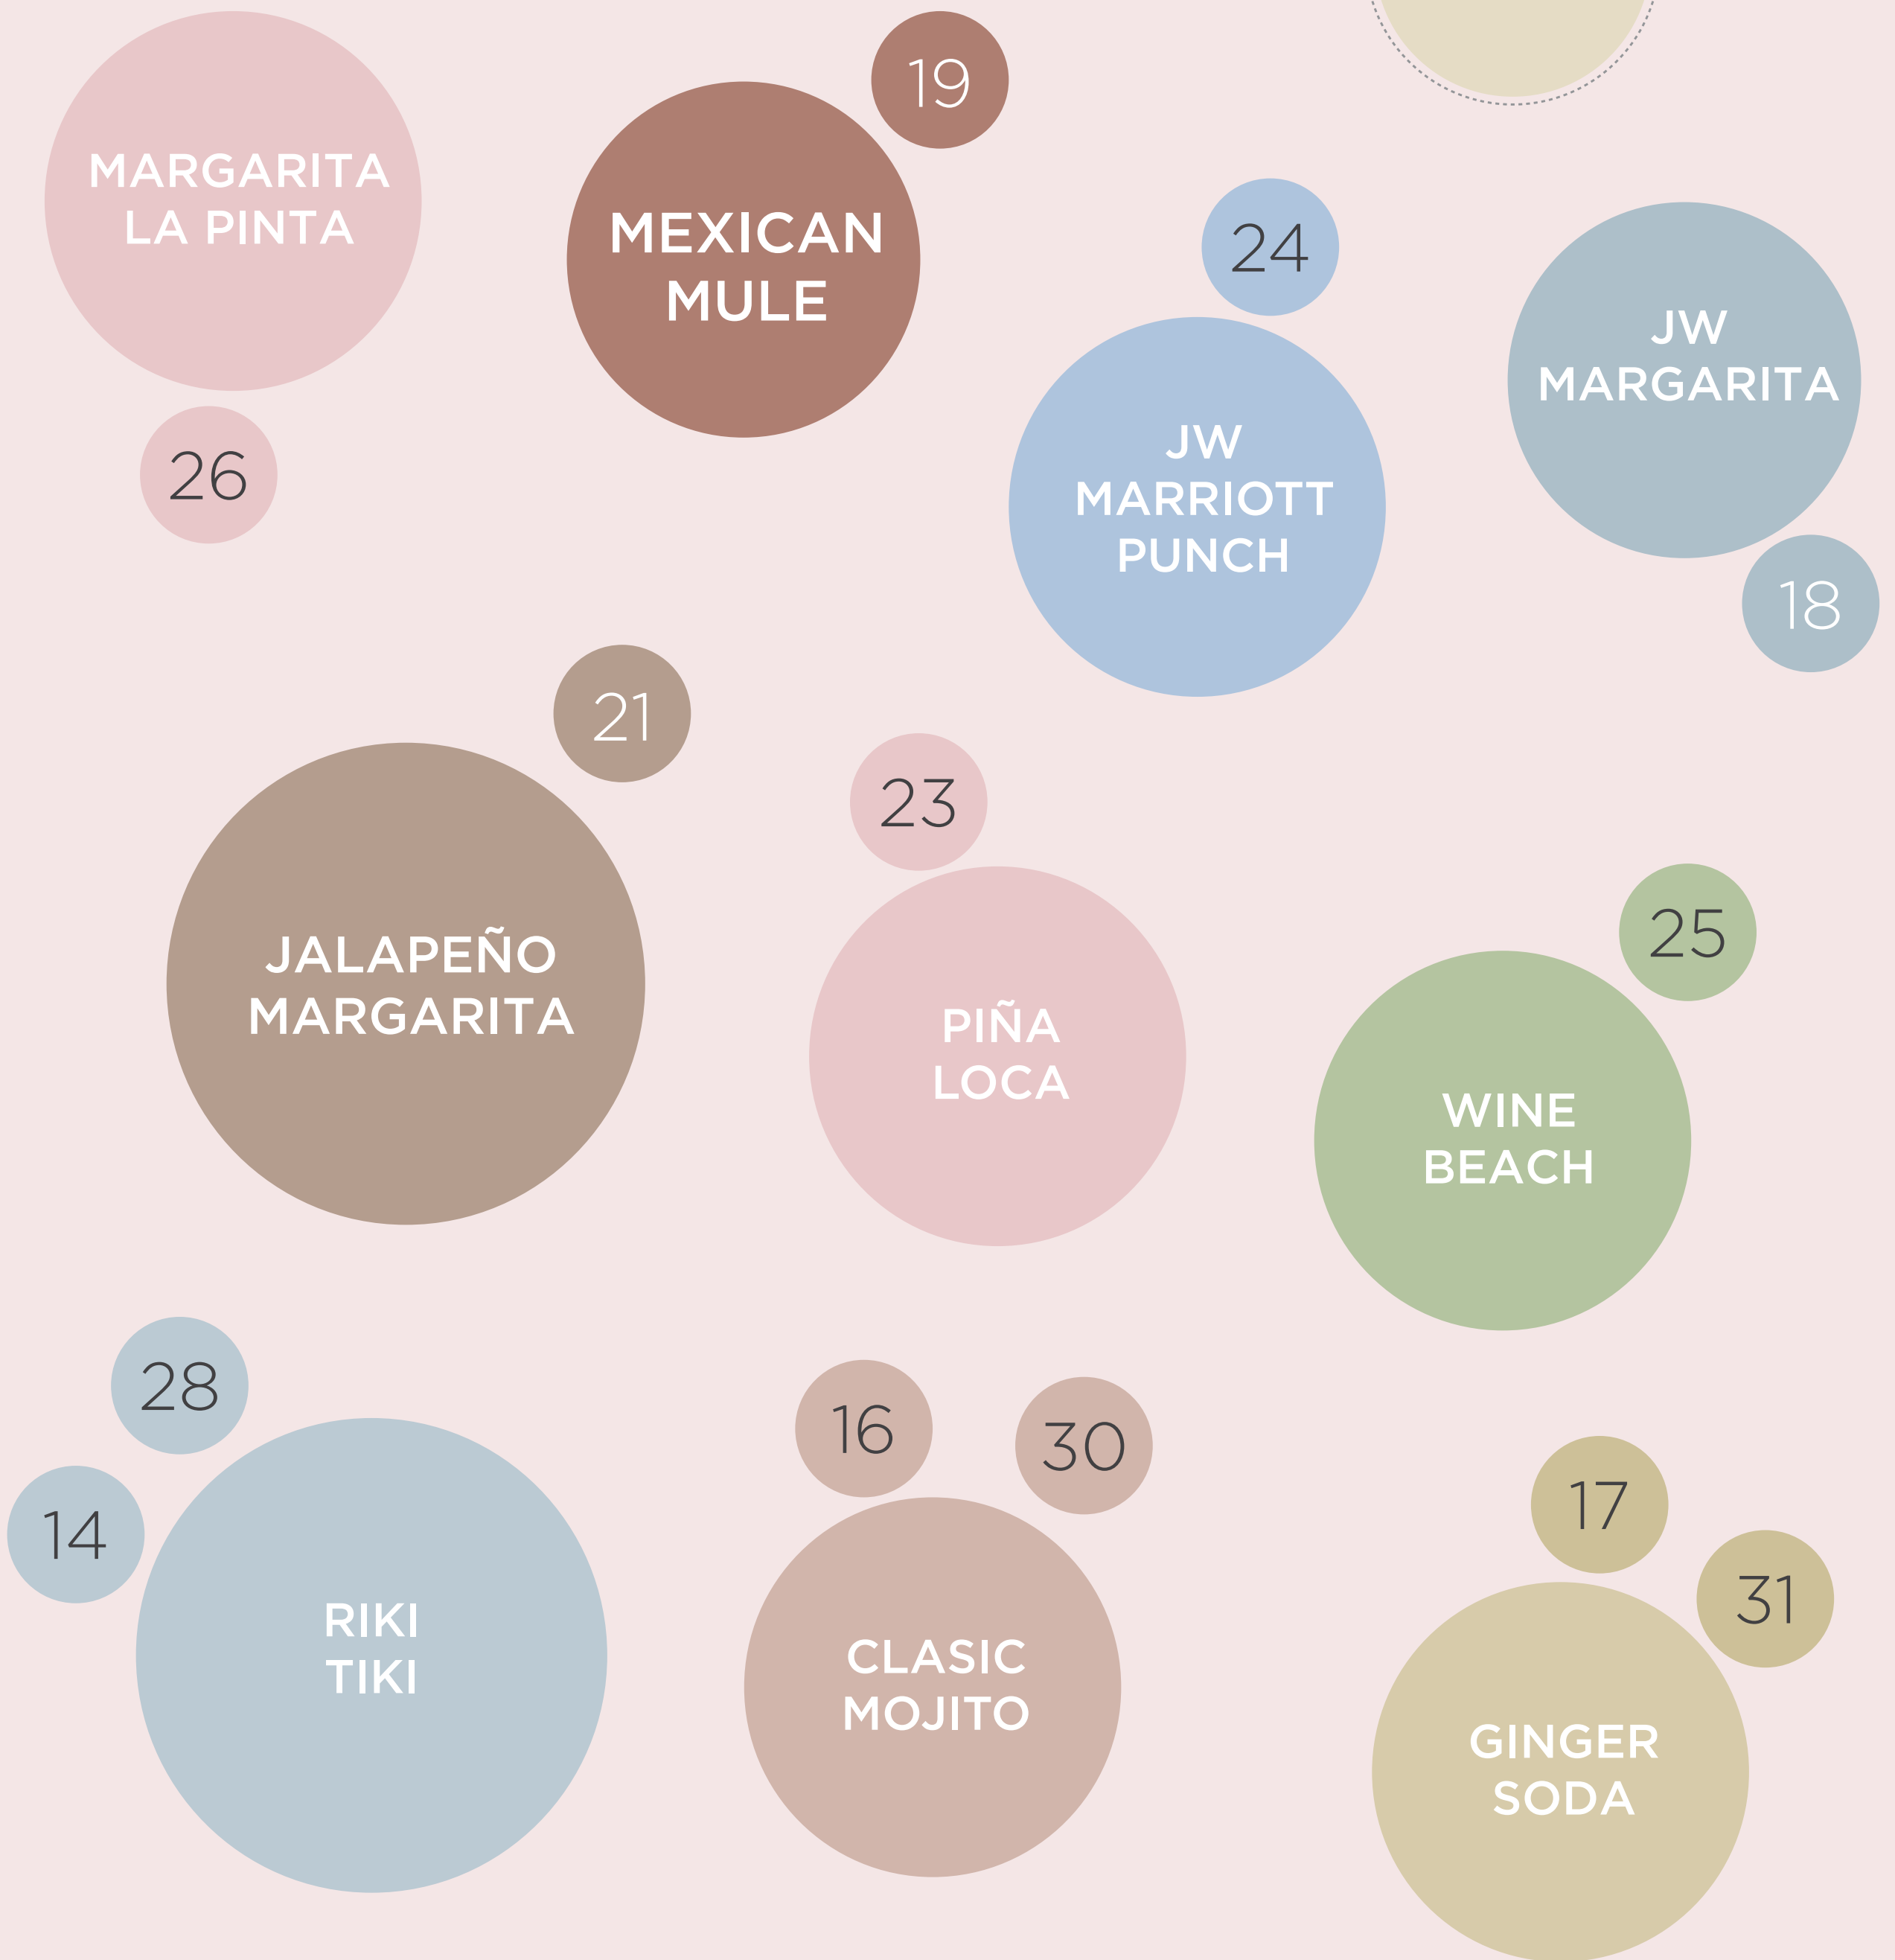 MARGARITA
LA PINTA
26
19
MEXICAN
MULE
24
JW
MARRIOTT
PUNCH
JW
MARGARITA
18
21
JALAPEÑO
MARGARITA
23
PIÑA
LOCA
25
WINE
BEACH
28
14
RIKI
TIKI
16
30
CLASIC
MOJITO
17
31
GINGER
SODA